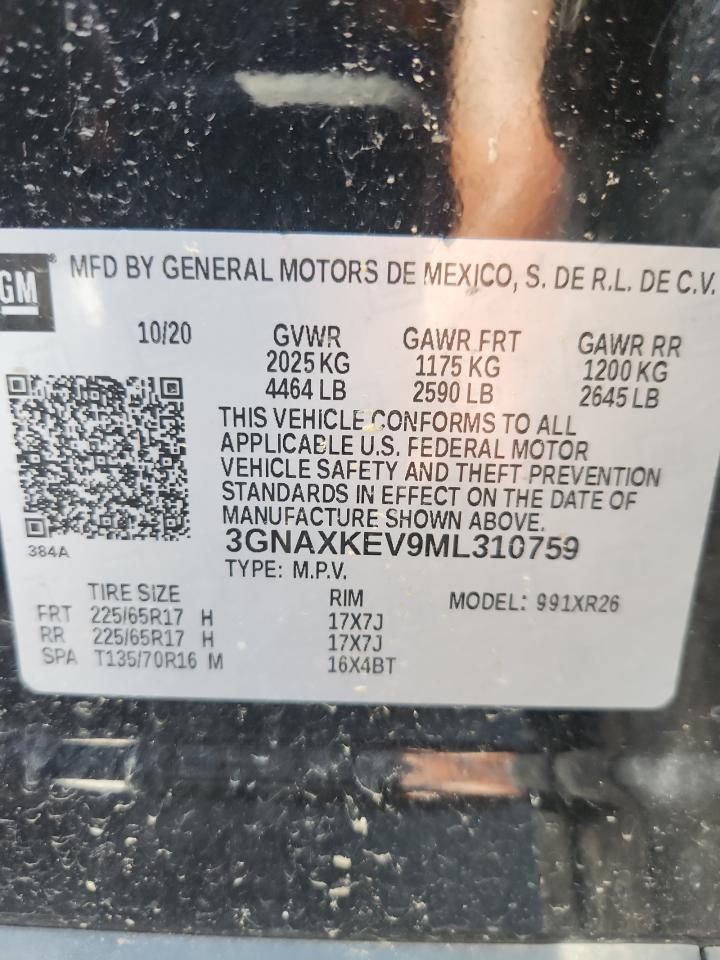 GM® MFD BY GENERAL MOTORS DE MEXICO, S. DE R.L. DE C.V.
10/20 GVWR GAWR FRT GAWR RR
2025 KG 1175 KG 1200 KG
4464 LB 2590 LB 2645 LB
THIS VEHICLE CONFORMS TO ALL
APPLICABLE U.S. FEDERAL MOTOR
VEHICLE SAFETY AND THEFT PREVENTION
STANDARDS IN EFFECT ON THE DATE OF
MANUFACTURE SHOWN ABOVE.
384A 3GNAXKEV9ML310759
TYPE: M.P.V.
TIRE SIZE RIM MODEL: 991XR26
FRT 225/65R17 H 17X7J
RR 225/65R17 H 17X7J
SPA T135/70R16 M 16X4BT